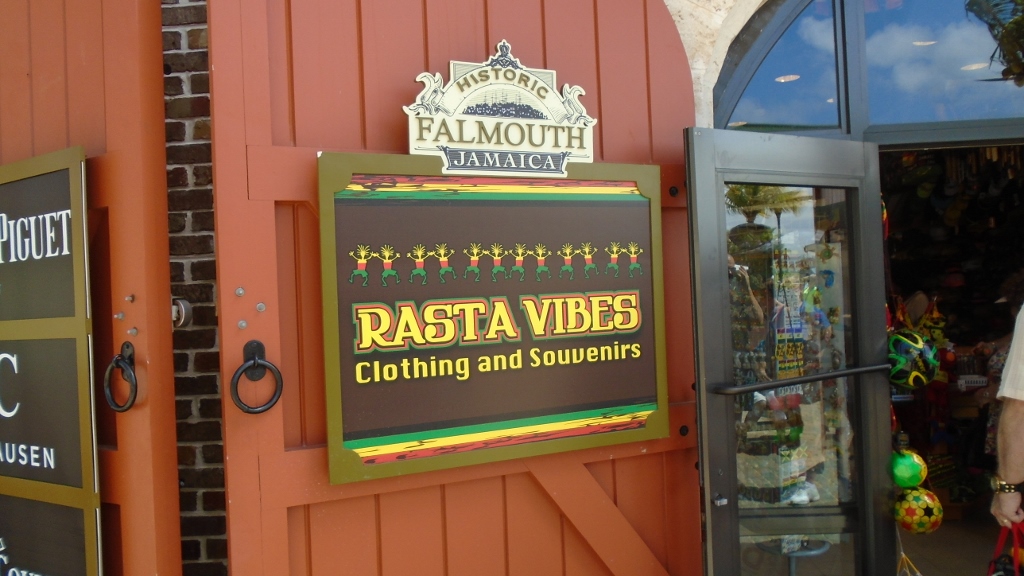 HISTORIC
FALMOUTH
JAMAICA
RASTA VIBES
Clothing and Souvenirs
PIGUET
C
AUSEN